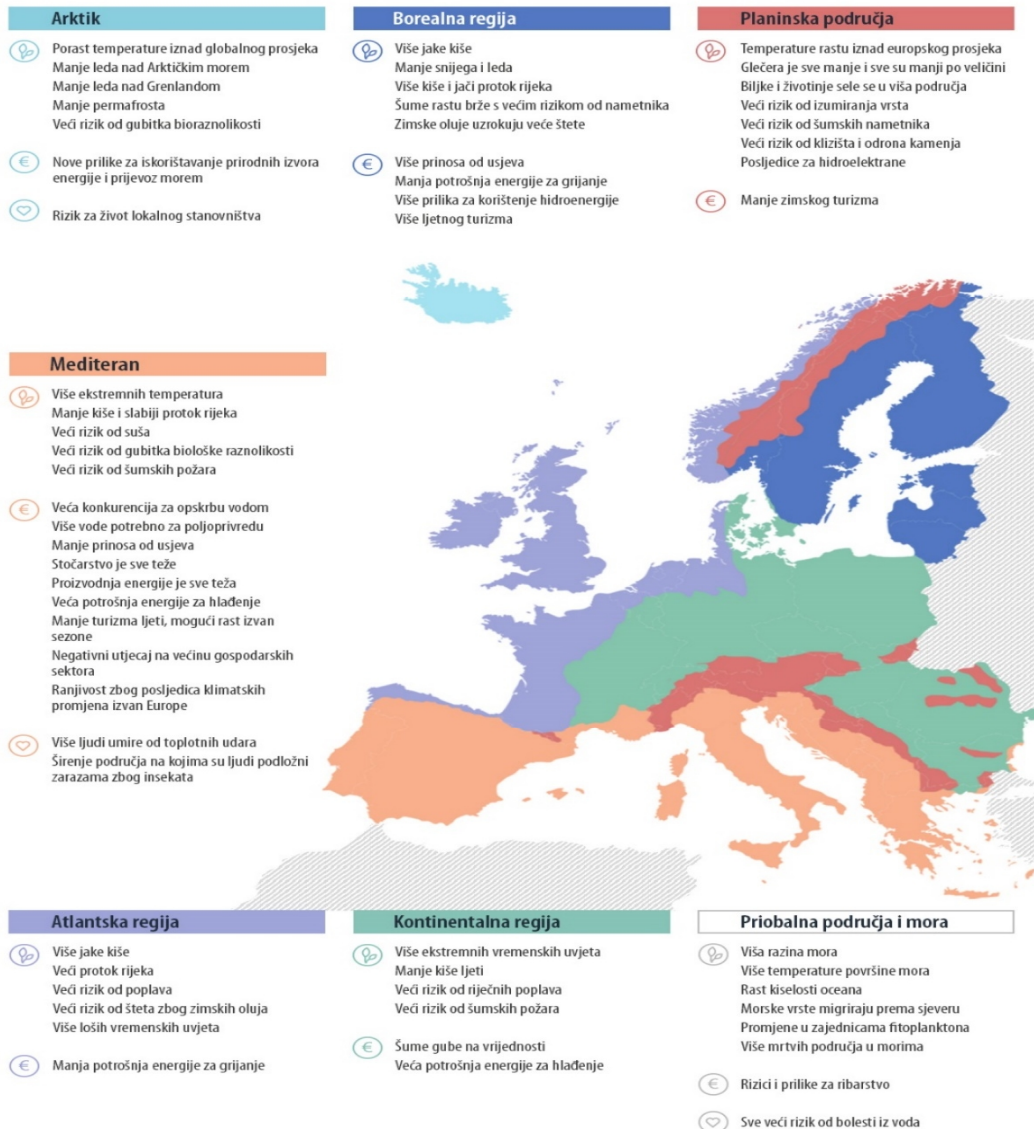 Arktik
Porast temperature iznad globalnog prosjeka
Manje leda nad Arktičkim morem
Manje leda nad Grenlandom
Manje permafrosta
Veći rizik od gubitka bioraznolikosti
Nove prilike za iskorištavanje prirodnih izvora
energije i prijevoz morem
Rizik za život lokalnog stanovništva
Borealna regija
Više jake kiše
Manje snijega i leda
Više kiše i jači protok rijeka
Šume rastu brže s većim rizikom od nametnika
Zimske oluje uzrokuju veće štete
Više prinosa od usjeva
Manja potrošnja energije za grijanje
Više prilika za korištenje hidroenergije
Više ljetnog turizma
Planinska područja
Temperature rastu iznad europskog prosjeka
Glečera je sve manje i sve su manji po veličini
Biljke i životinje sele se u viša područja
Veći rizik od izumiranja vrsta
Veći rizik od šumskih nametnika
Veći rizik od klizišta i odrona kamenja
Posljedice za hidroelektrane
Manje zimskog turizma
Mediteran
Više ekstremnih temperatura
Manje kiše i slabiji protok rijeka
Veći rizik od suša
Veći rizik od gubitka biološke raznolikosti
Veći rizik od šumskih požara
Veća konkurencija za opskrbu vodom
Više vode potrebno za poljoprivredu
Manje prinosa od usjeva
Stočarstvo je sve teže
Proizvodnja energije je sve teža
Veća potrošnja energije za hlađenje
Manje turizma ljeti, mogući rast izvan
sezone
Negativni utjecaj na većinu gospodarskih
sektora
Ranjivost zbog posljedica klimatskih
promjena izvan Europe
Više ljudi umire od toplotnih udara
Širenje područja na kojima su ljudi podložni
zarazama zbog insekata
Atlantska regija
Više jake kiše
Veći protok rijeka
Veći rizik od poplava
Veći rizik od šteta zbog zimskih oluja
Više loših vremenskih uvjeta
Manja potrošnja energije za grijanje
Kontinentalna regija
Više ekstremnih vremenskih uvjeta
Manje kiše ljeti
Veći rizik od riječnih poplava
Veći rizik od šumskih požara
Šume gube na vrijednosti
Veća potrošnja energije za hlađenje
Priobalna područja i mora
Viša razina mora
Više temperature površine mora
Rast kiselosti oceana
Morske vrste migriraju prema sjeveru
Promjene u zajednicama fitoplanktona
Više mrtvih područja u morima
Rizici i prilike za ribarstvo
Sve veći rizik od bolesti iz voda